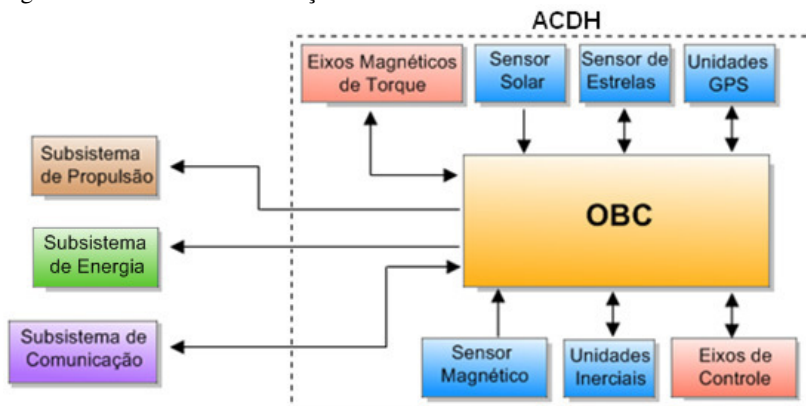 ACDH
Eixos Magnéticos
de Torque
Sensor
Solar
Sensor de
Estrelas
Unidades
GPS
Subsistema
de Propulsão
OBC
Subsistema
de Energia
Subsistema de
Comunicação
Sensor
Magnético
Unidades
Inerciais
Eixos de
Controle